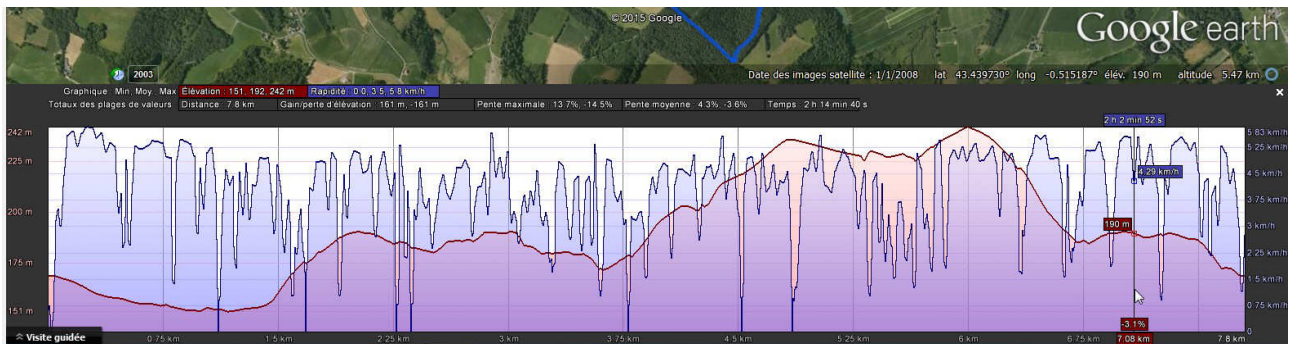 © 2015 Google
Google earth
2003
Date des images satellite : 1/1/2008 lat 43.439730° long -0.515187° élév. 190 m altitude 5.47 km
Graphique : Min, Moy, Max Élévation : 151, 192, 242 m Rapidité : 0.0, 3.5, 5.8 km/h
Totaux des plages de valeurs : Distance : 7.8 km Gain/perte d'élévation : 161 m, -161 m Pente maximale : 13.7%, -14.5% Pente moyenne : 4.3%, -3.6% Temps : 2 h 14 min 40 s
2 h 2 min 52 s
242 m 5.83 km/h
225 m 5.25 km/h
4.29 km/h
4.5 km/h
200 m 3.75 km/h
190 m 3 km/h
175 m 2.25 km/h
1.5 km/h
151 m 0.75 km/h
-3.1% 0
Visite guidée 0.75 km 1.5 km 2.25 km 3 km 3.75 km 4.5 km 5.25 km 6 km 6.75 km 7.08 km 7.8 km